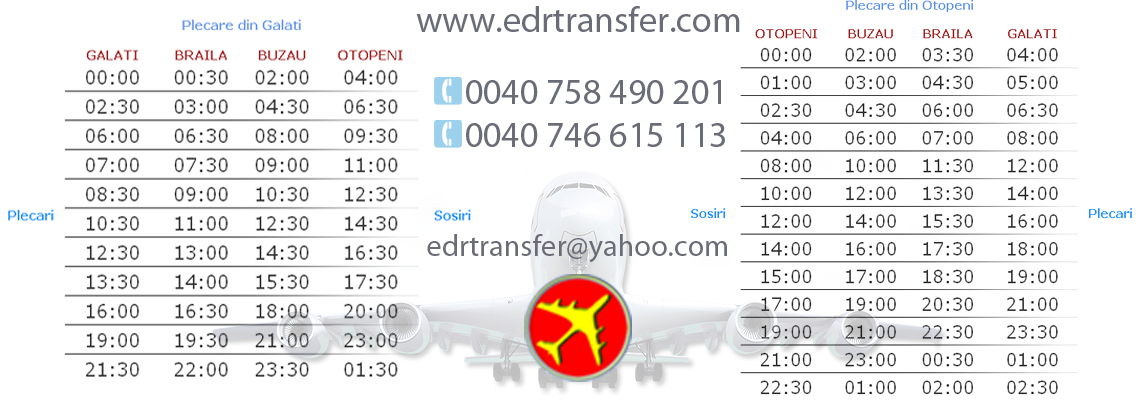 Plecare din Galati
GALATI BRAILA BUZAU OTOPENI
00:00 00:30 02:00 04:00
02:30 03:00 04:30 06:30
06:00 06:30 08:00 09:30
07:00 07:30 09:00 11:00
08:30 09:00 10:30 12:30
10:30 11:00 12:30 14:30
12:30 13:00 14:30 16:30
13:30 14:00 15:30 17:30
16:00 16:30 18:00 20:00
19:00 19:30 21:00 23:00
21:30 22:00 23:30 01:30
Plecari
Sosiri
www.edrtransfer.com
0040 758 490 201
0040 746 615 113
edrtransfer@yahoo.com
Plecare din Otopeni
OTOPENI BUZAU BRAILA GALATI
00:00 02:00 03:30 04:00
01:00 03:00 04:30 05:00
02:30 04:30 06:00 06:30
04:00 06:00 07:00 08:00
08:00 10:00 11:30 12:00
10:00 12:00 13:30 14:00
12:00 14:00 15:30 16:00
14:00 16:00 17:30 18:00
15:00 17:00 18:30 19:00
17:00 19:00 20:30 21:00
19:00 21:00 22:30 23:30
21:00 23:00 00:30 01:00
22:30 01:00 02:00 02:30
Sosiri
Plecari